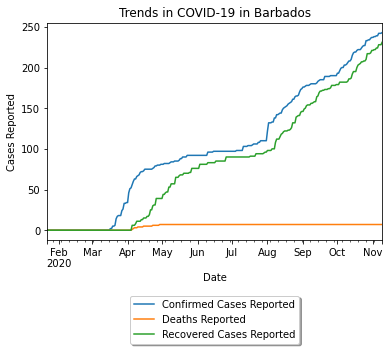 Trends in COVID-19 in Barbados
Cases Reported
250
200
150
100
50
0
Feb Mar Apr May Jun Jul Aug Sep Oct Nov
2020
Date
Confirmed Cases Reported
Deaths Reported
Recovered Cases Reported